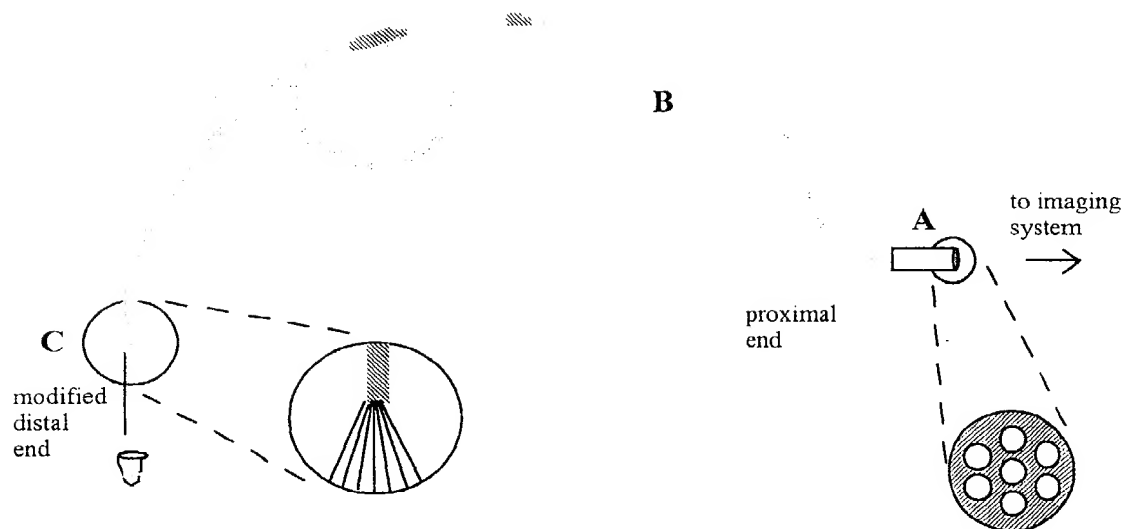 B
A
to imaging
system
proximal
end
C
modified
distal
end